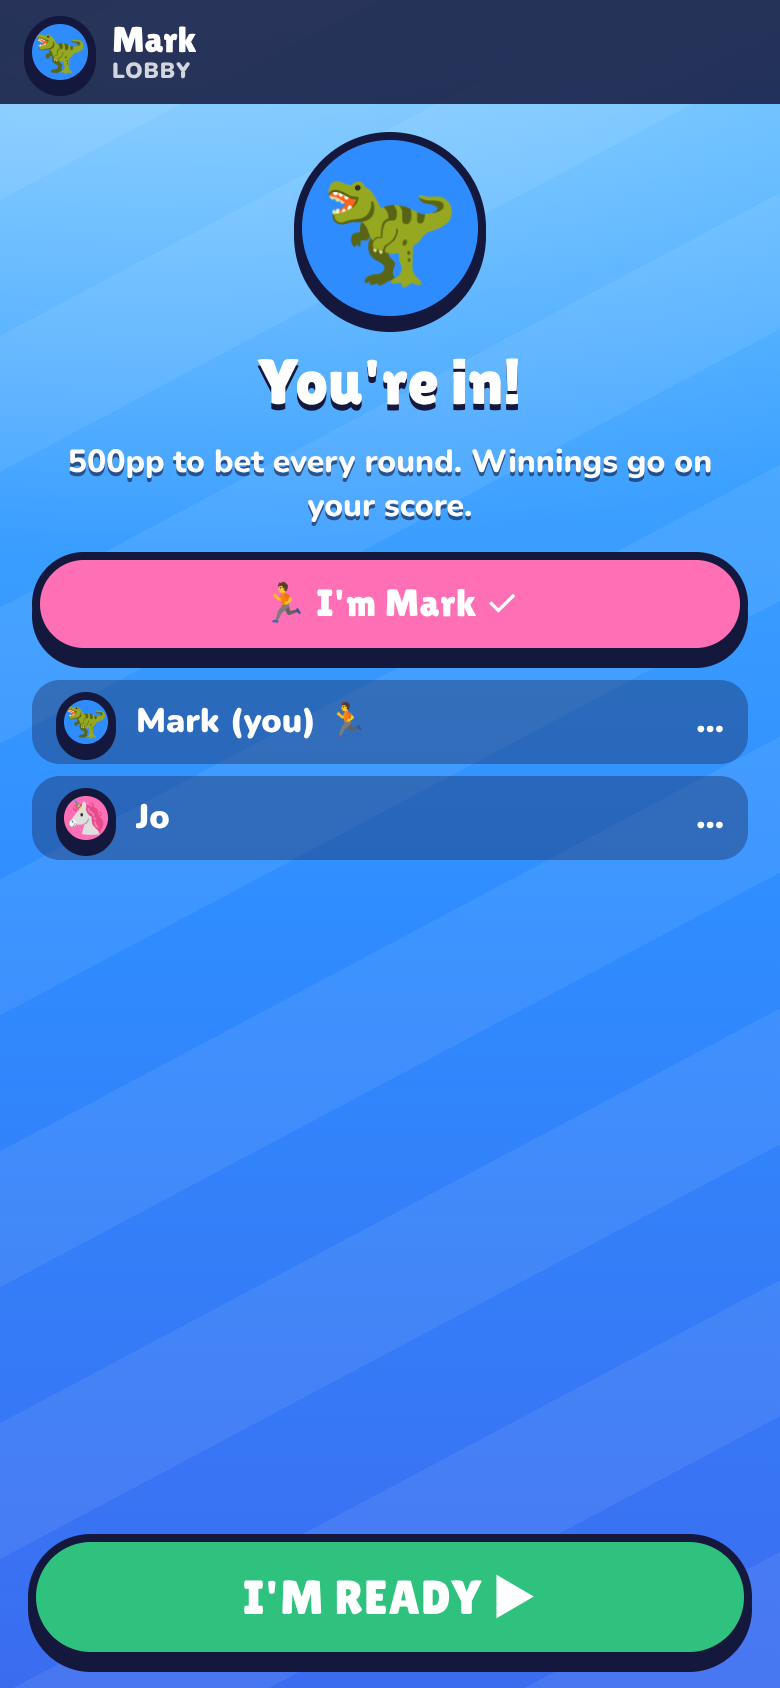 Mark
LOBBY
You're in!
500pp to bet every round. Winnings go on
your score.
🏃 I'm Mark ✓
Mark (you) 🏃
...
Jo
...
I'M READY ▶